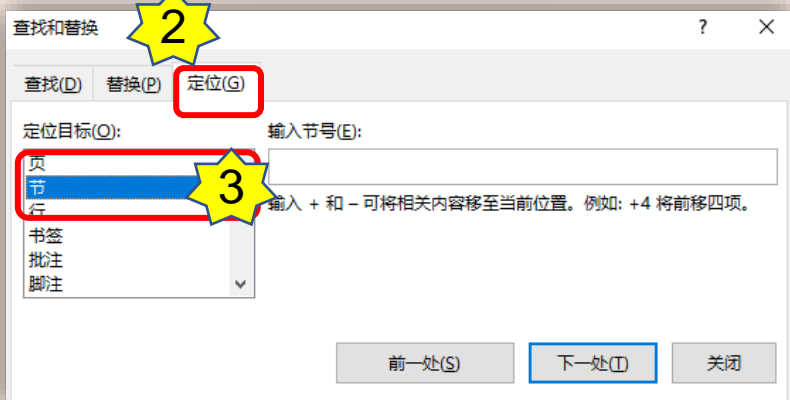 查找和替换
2
?
×
查找(D) 替换(P) 定位(G)
定位目标(O):
输入节号(E):
页
节
行
书签
批注
脚注
3
输入 + 和 – 可将相关内容移至当前位置。例如: +4 将前移四项。
前一处(S) 下一处(T) 关闭